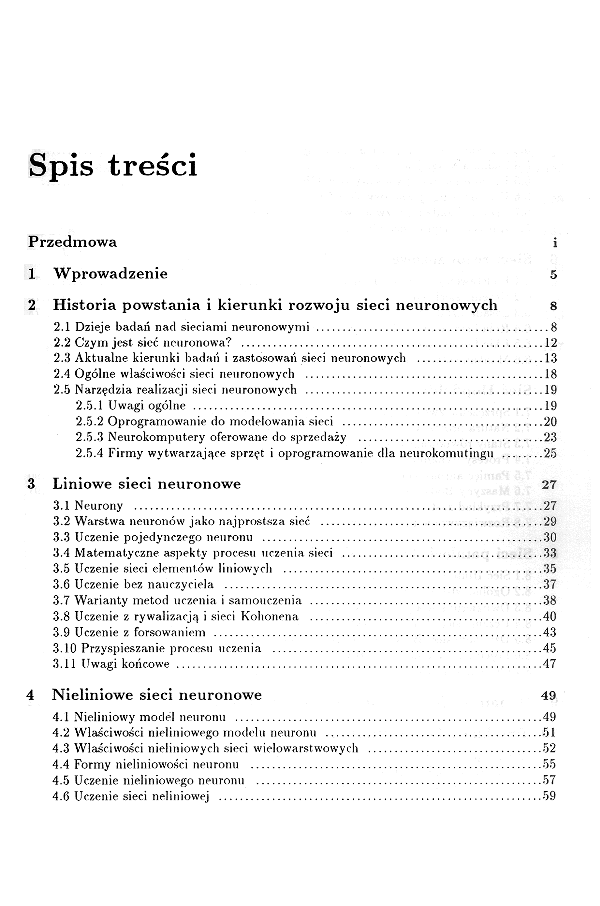 Spis treści
Przedmowa i
1 Wprowadzenie 5
2 Historia powstania i kierunki rozwoju sieci neuronowych 8
2.1 Dzieje badań nad sieciami neuronowymi ........................................... 8
2.2 Czym jest sieć neuronowa? ........................................... 12
2.3 Aktualne kierunki badań i zastosowań sieci neuronowych ........................ 13
2.4 Ogólne właściwości sieci neuronowych ........................................... 18
2.5 Narzędzia realizacji sieci neuronowych ........................................... 19
2.5.1 Uwagi ogólne ........................................... 19
2.5.2 Oprogramowanie do modelowania sieci ........................................... 20
2.5.3 Neurokomputery oferowane do sprzedaży ........................................... 23
2.5.4 Firmy wytwarzające sprzęt i oprogramowanie dla neurokomutingu ........ 25
3 Liniowe sieci neuronowe 27
3.1 Neurony ........................................... 27
3.2 Warstwa neuronów jako najprostsza sieć ........................................... 29
3.3 Uczenie pojedynczego neuronu ........................................... 30
3.4 Matematyczne aspekty procesu uczenia sieci ........................................... 33
3.5 Uczenie sieci elementów liniowych ........................................... 35
3.6 Uczenie bez nauczyciela ........................................... 37
3.7 Warianty metod uczenia i samouczenia ........................................... 38
3.8 Uczenie z rywalizacją i sieci Kohonena ........................................... 40
3.9 Uczenie z forsowaniem ........................................... 43
3.10 Przyspieszanie procesu uczenia ........................................... 45
3.11 Uwagi końcowe ........................................... 47
4 Nieliniowe sieci neuronowe 49
4.1 Nieliniowy model neuronu ........................................... 49
4.2 Właściwości nieliniowego modelu neuronu ........................................... 51
4.3 Właściwości nieliniowych sieci wielowarstwowych ................................. 52
4.4 Formy nieliniowości neuronu ........................................... 55
4.5 Uczenie nieliniowego neuronu ........................................... 57
4.6 Uczenie sieci neliniowej ........................................... 59